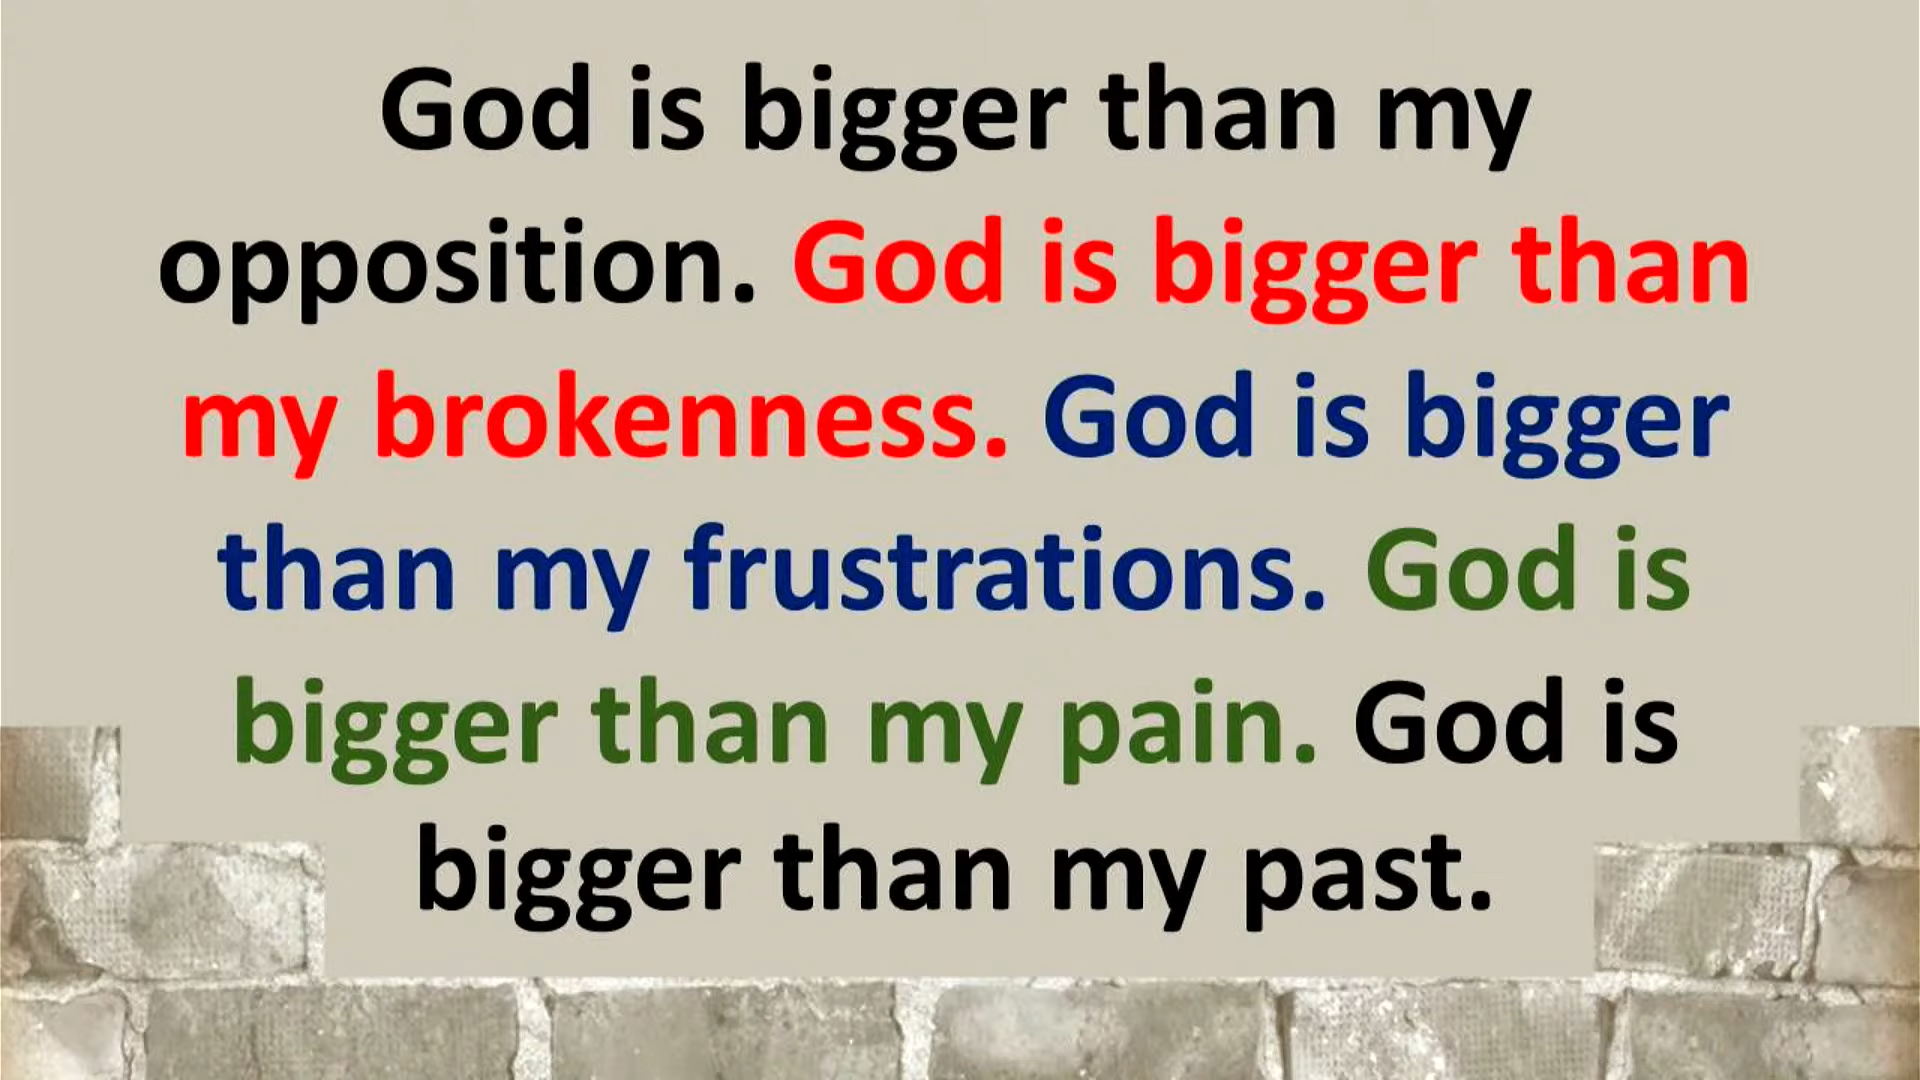 God is bigger than my
opposition. God is bigger than
my brokenness. God is bigger
than my frustrations. God is
bigger than my pain. God is
bigger than my past.